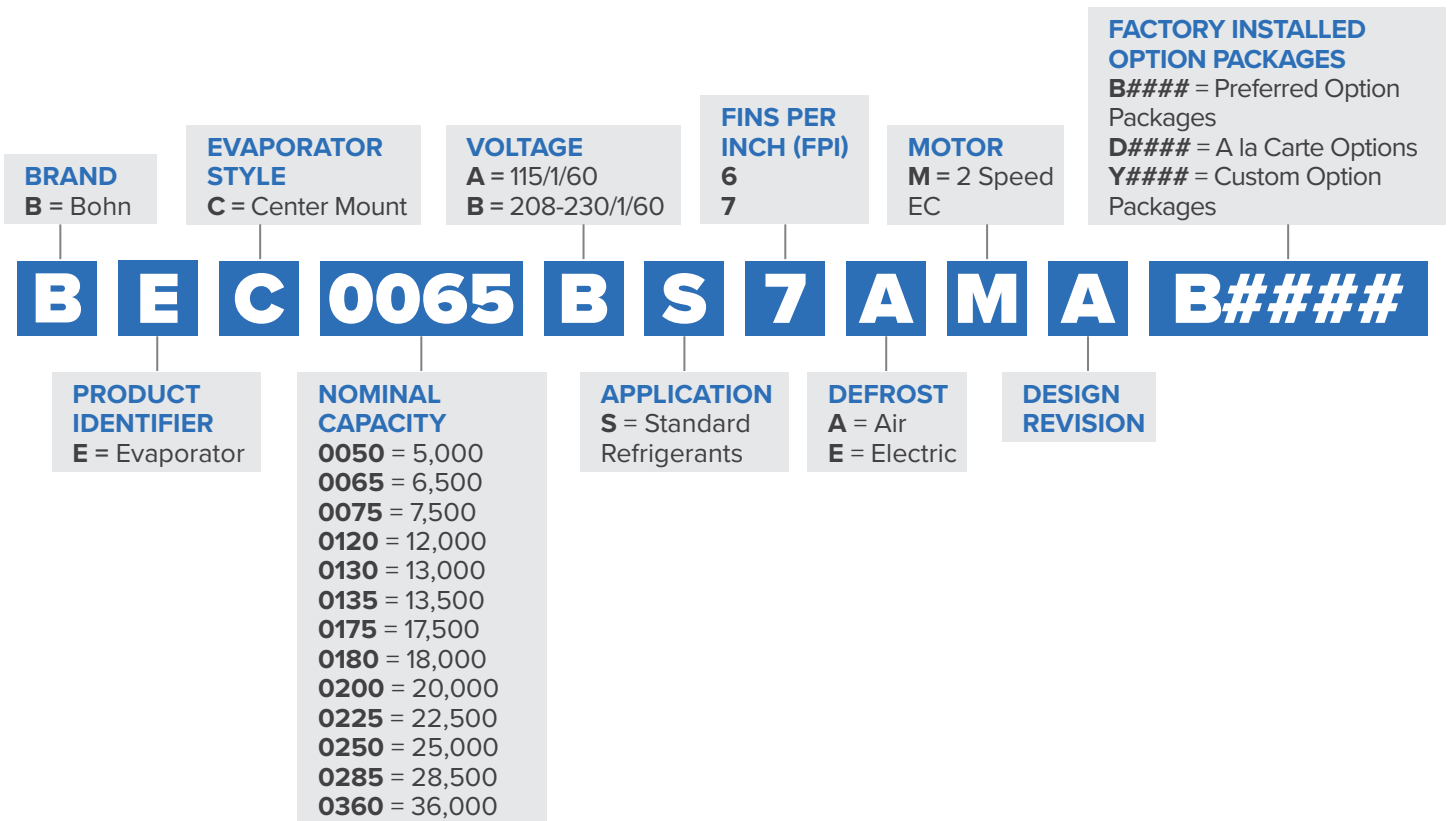 BRAND
B = Bohn
EVAPORATOR
STYLE
C = Center Mount
VOLTAGE
A = 115/1/60
B = 208-230/1/60
FINS PER
INCH (FPI)
6
7
MOTOR
M = 2 Speed
EC
FACTORY INSTALLED
OPTION PACKAGES
B#### = Preferred Option
Packages
D#### = A la Carte Options
Y#### = Custom Option
Packages
B E C 0065 B S 7 A M A B####
PRODUCT
IDENTIFIER
E = Evaporator
NOMINAL
CAPACITY
0050 = 5,000
0065 = 6,500
0075 = 7,500
0120 = 12,000
0130 = 13,000
0135 = 13,500
0175 = 17,500
0180 = 18,000
0200 = 20,000
0225 = 22,500
0250 = 25,000
0285 = 28,500
0360 = 36,000
APPLICATION
S = Standard
Refrigerants
DEFROST
A = Air
E = Electric
DESIGN
REVISION